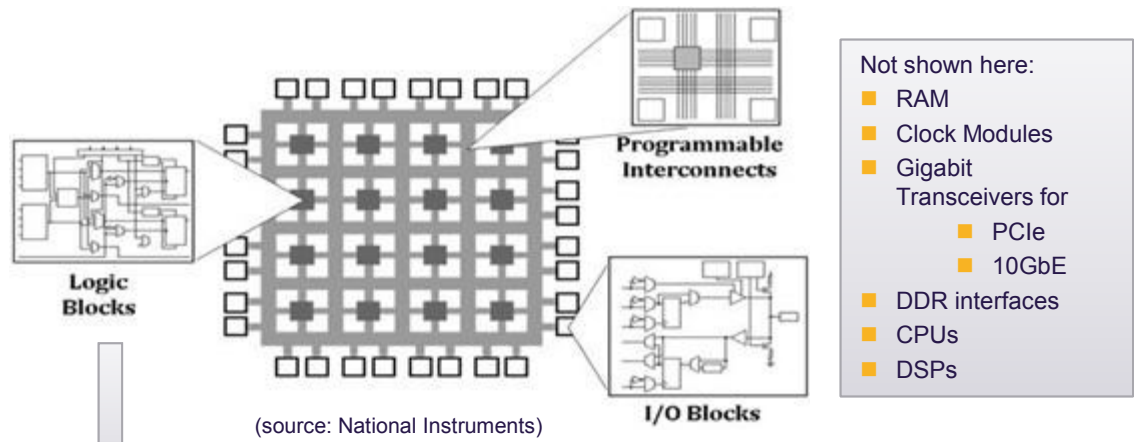 Programmable
Interconnects
Logic
Blocks
I/O Blocks
(source: National Instruments)
Not shown here:
RAM
Clock Modules
Gigabit
Transceivers for
PCIe
10GbE
DDR interfaces
CPUs
DSPs